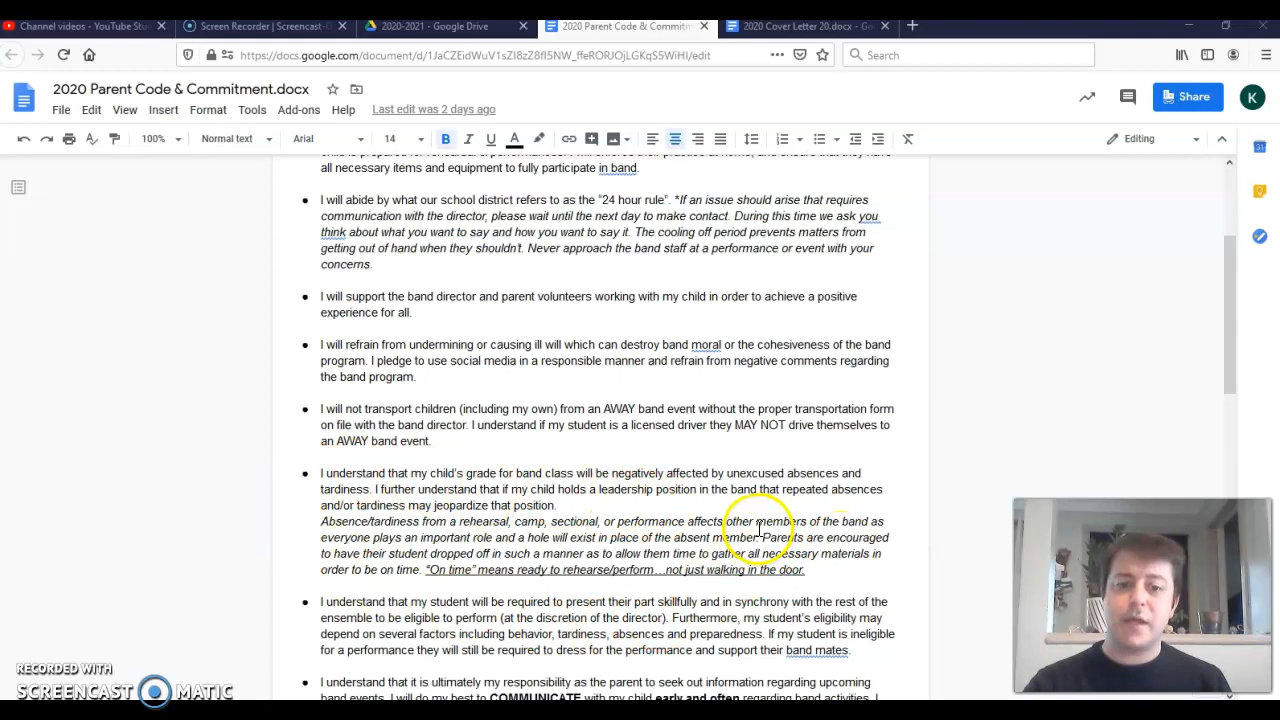 Channel videos - YouTube Stu
Screen Recorder | Screencast-O
2020-2021 - Google Drive
2020 Parent Code & Commitm
2020 Cover Letter 20.docx - Go
https://docs.google.com/document/d/1JaCZEidWuV1sZI8zZ8fI5NW_ffeRORJOjLGKqS5WiHI/edit
Search
2020 Parent Code & Commitment.docx
File Edit View Insert Format Tools Add-ons Help Last edit was 2 days ago
Share
K
100% Normal text Arial 14 B I U A Editing
all necessary items and equipment to fully participate in band.
I will abide by what our school district refers to as the “24 hour rule”. *If an issue should arise that requires
communication with the director, please wait until the next day to make contact. During this time we ask you
think about what you want to say and how you want to say it. The cooling off period prevents matters from
getting out of hand when they shouldn't. Never approach the band staff at a performance or event with your
concerns.
I will support the band director and parent volunteers working with my child in order to achieve a positive
experience for all.
I will refrain from undermining or causing ill will which can destroy band moral or the cohesiveness of the band
program. I pledge to use social media in a responsible manner and refrain from negative comments regarding
the band program.
I will not transport children (including my own) from an AWAY band event without the proper transportation form
on file with the band director. I understand if my student is a licensed driver they MAY NOT drive themselves to
an AWAY band event.
I understand that my child's grade for band class will be negatively affected by unexcused absences and
tardiness. I further understand that if my child holds a leadership position in the band that repeated absences
and/or tardiness may jeopardize that position.
Absence/tardiness from a rehearsal, camp, sectional, or performance affects other members of the band as
everyone plays an important role and a hole will exist in place of the absent member. Parents are encouraged
to have their student dropped off in such a manner as to allow them time to gather all necessary materials in
order to be on time. “On time” means ready to rehearse/perform…not just walking in the door.
I understand that my student will be required to present their part skillfully and in synchrony with the rest of the
ensemble to be eligible to perform (at the discretion of the director). Furthermore, my student's eligibility may
depend on several factors including behavior, tardiness, absences and preparedness. If my student is ineligible
for a performance they will still be required to dress for the performance and support their band mates.
I understand that it is ultimately my responsibility as the parent to seek out information regarding upcoming
band events. I will do my best to COMMUNICATE with my child early and often regarding band activities. I
RECORDED WITH
SCREENCAST MATIC